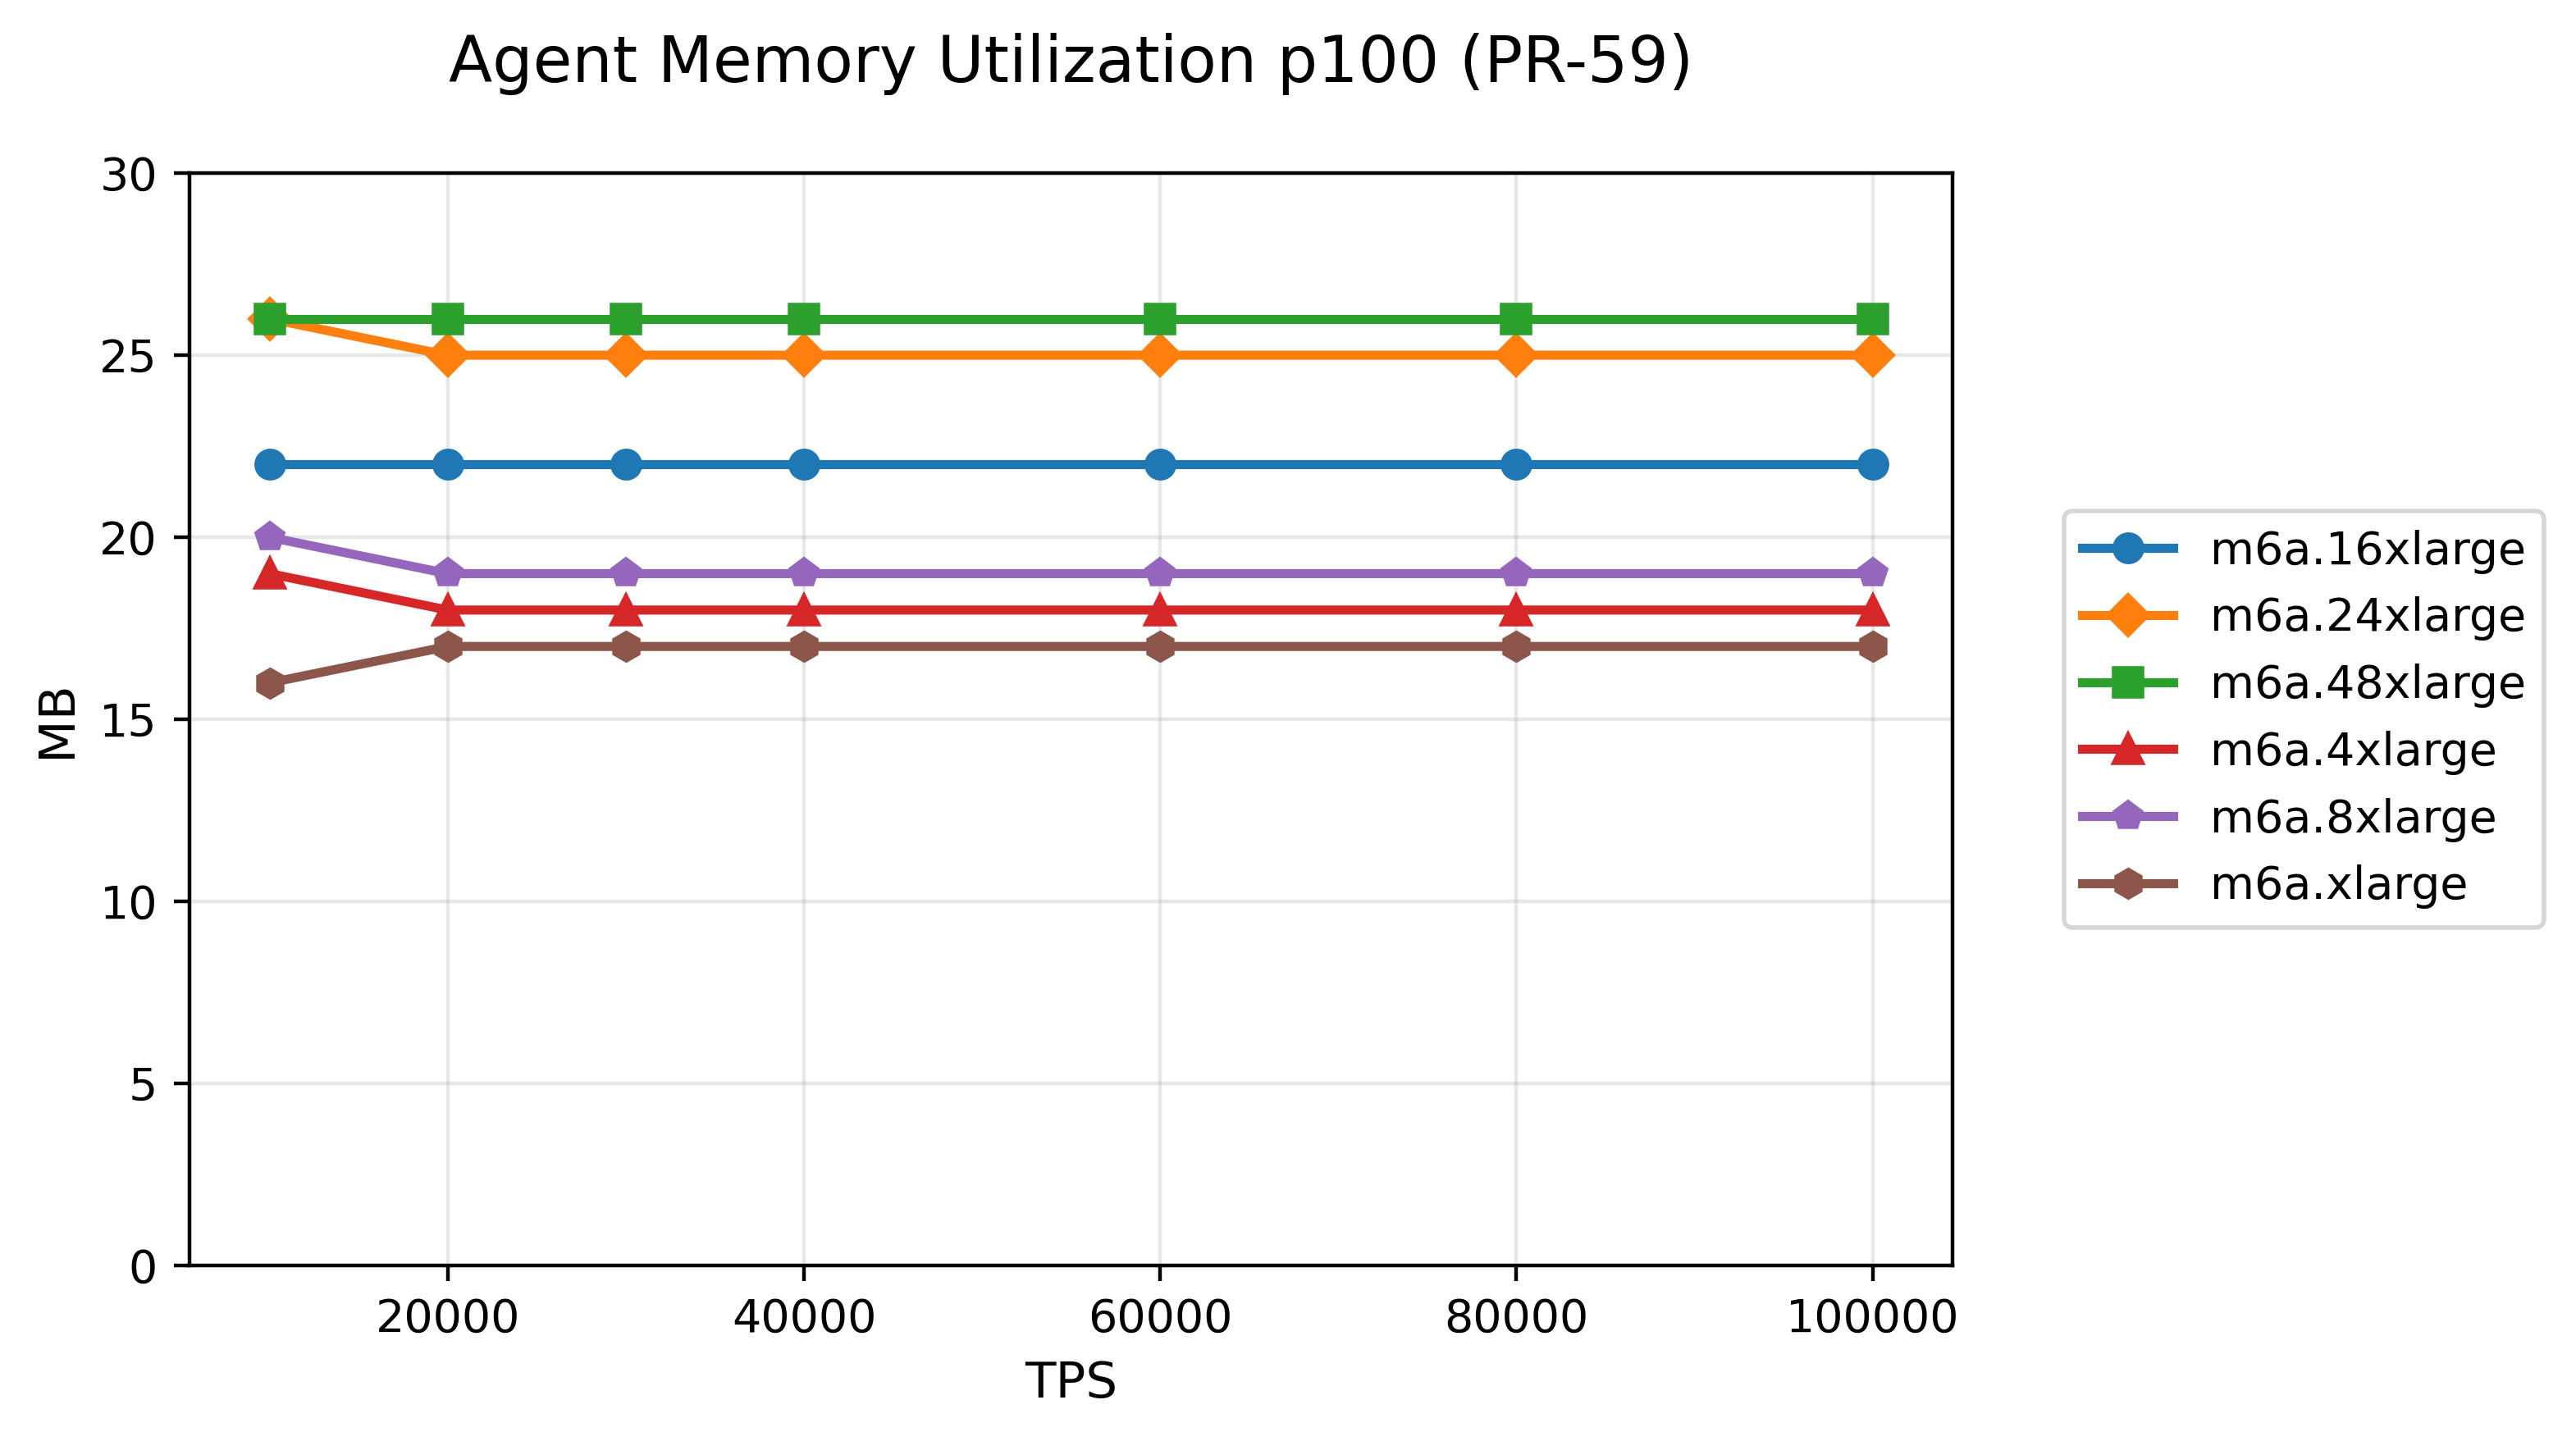 Agent Memory Utilization p100 (PR-59)
30
25
20
15
10
5
0
MB
20000
40000
60000
80000
100000
TPS
m6a.16xlarge
m6a.24xlarge
m6a.48xlarge
m6a.4xlarge
m6a.8xlarge
m6a.xlarge